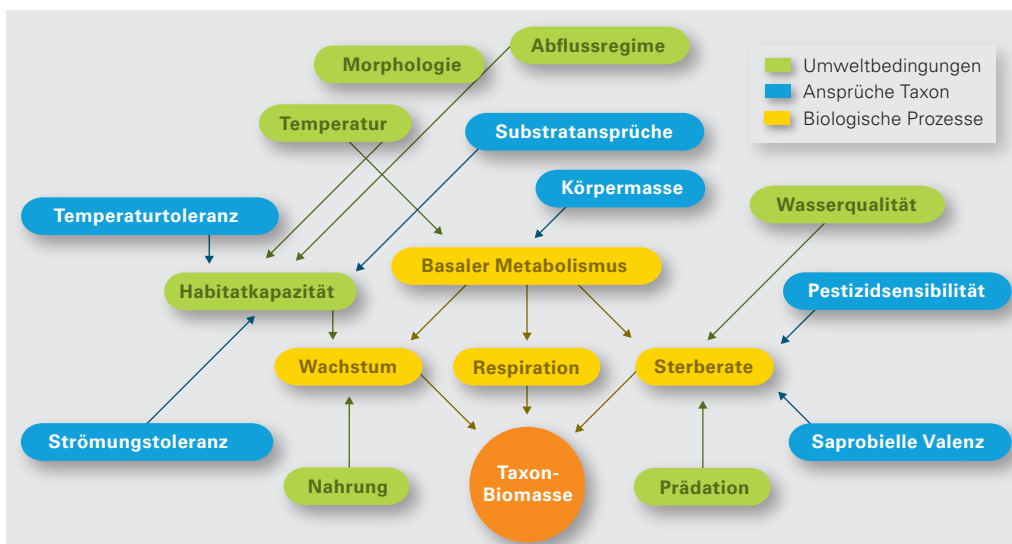 Abflussregime
Morphologie
Umweltbedingungen
Ansprüche Taxon
Biologische Prozesse
Temperatur
Substratansprüche
Körpermasse
Temperaturtoleranz
Wasserqualität
Basaler Metabolismus
Habitatkapazität
Pestizidsensibilität
Wachstum
Respiration
Sterberate
Strömungstoleranz
Saprobielle Valenz
Taxon-
Biomasse
Nahrung
Prädation